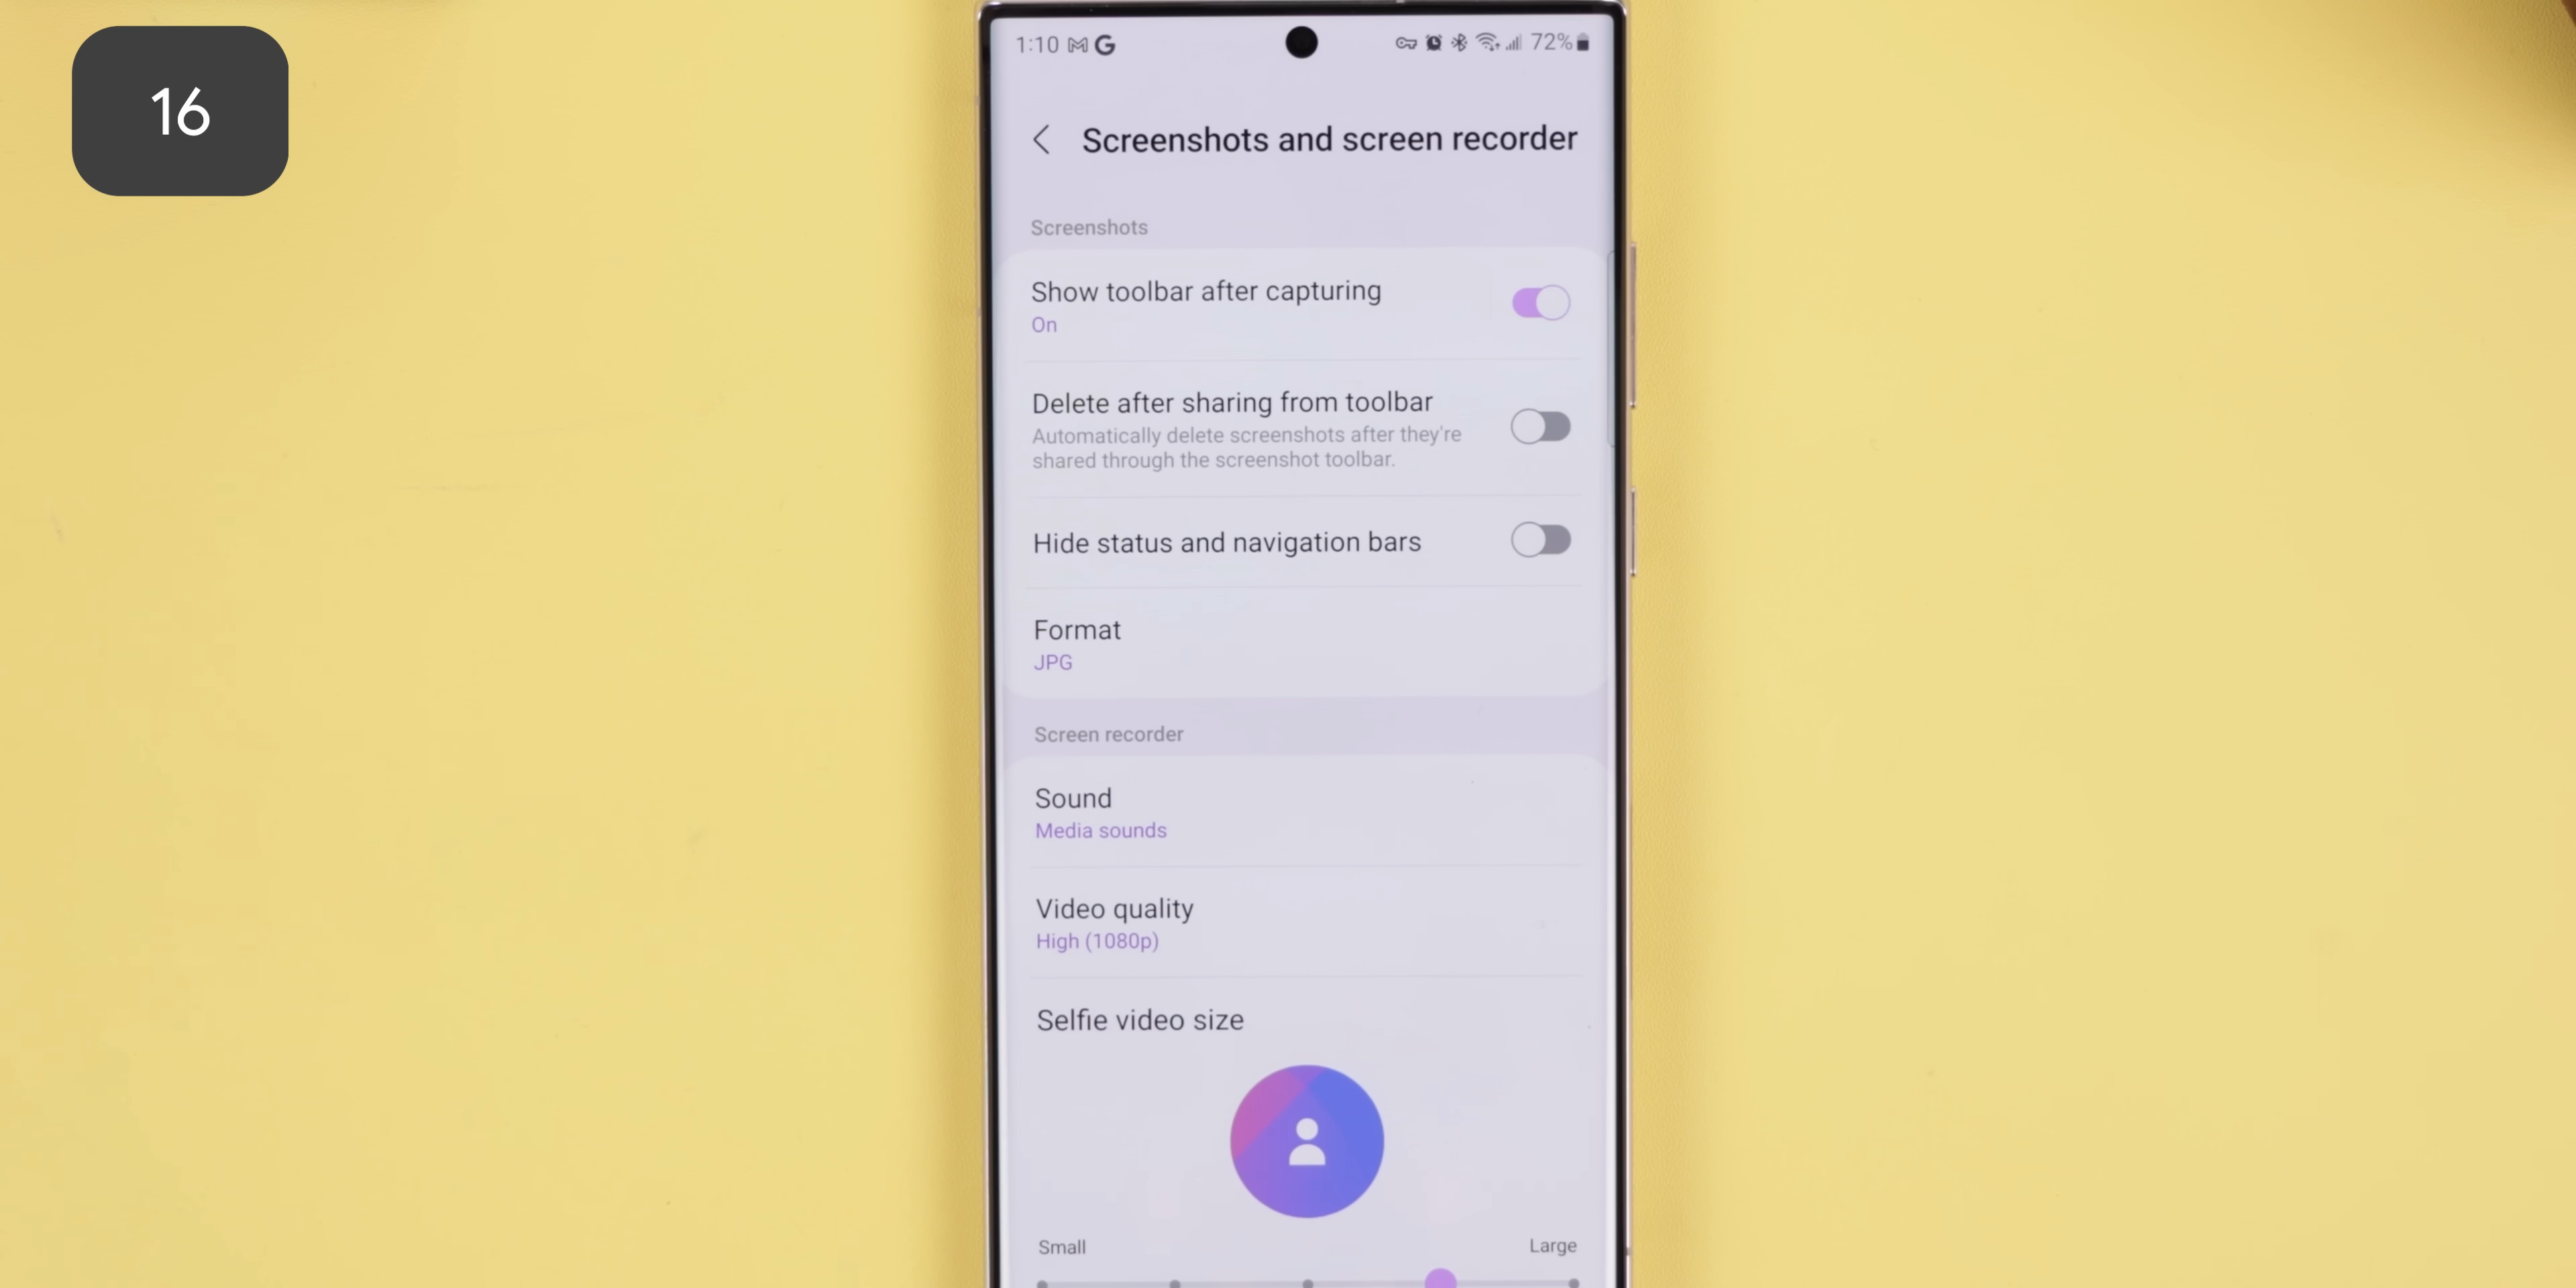 16
1:10
72%
Screenshots and screen recorder
Screenshots
Show toolbar after capturing
On
Delete after sharing from toolbar
Automatically delete screenshots after they're
shared through the screenshot toolbar.
Hide status and navigation bars
Format
JPG
Screen recorder
Sound
Media sounds
Video quality
High (1080p)
Selfie video size
Small
Large